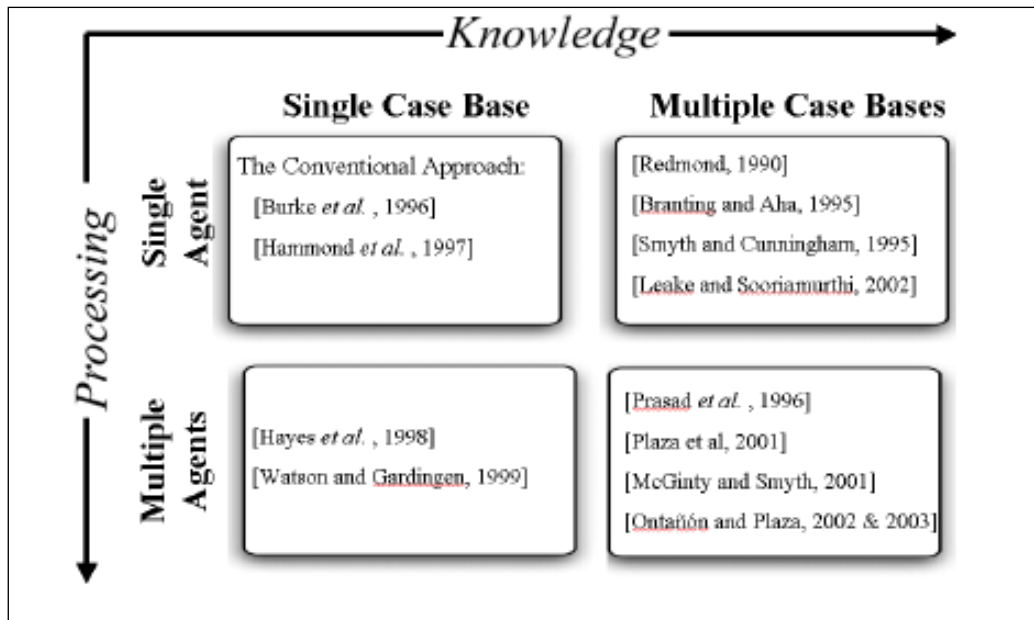 Knowledge
Single Case Base
Multiple Case Bases
Processing
Single
Agent
The Conventional Approach:
[Burke et al. , 1996]
[Hammond et al. , 1997]
[Redmond, 1990]
[Branting and Aha, 1995]
[Smyth and Cunningham, 1995]
[Leake and Sooriamurthi, 2002]
Multiple
Agents
[Hayes et al. , 1998]
[Watson and Gardingen, 1999]
[Prasad et al. , 1996]
[Plaza et al, 2001]
[McGinty and Smyth, 2001]
[Ontañón and Plaza, 2002 & 2003]